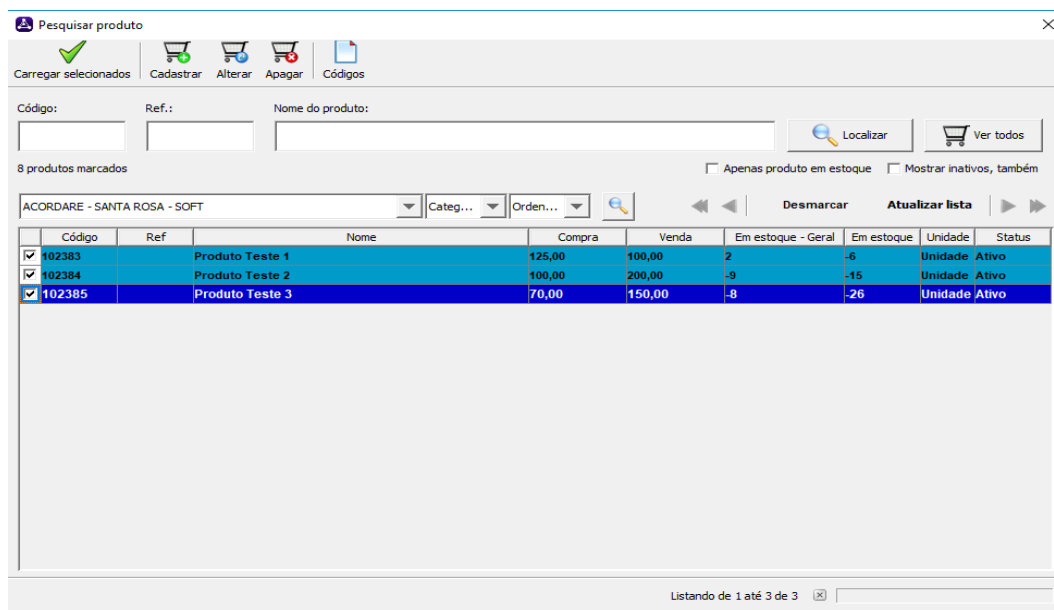 Pesquisar produto
Carregar selecionados Cadastrar Alterar Apagar Códigos
Código: Ref.: Nome do produto:
Localizar Ver todos
8 produtos marcados Apenas produto em estoque Mostrar inativos, também
ACORDARE - SANTA ROSA - SOFT Categ... Orden... Desmarcar Atualizar lista
Código Ref Nome Compra Venda Em estoque - Geral Em estoque Unidade Status
102383 Produto Teste 1 125,00 100,00 2 -6 Unidade Ativo
102384 Produto Teste 2 100,00 200,00 -9 -15 Unidade Ativo
102385 Produto Teste 3 70,00 150,00 -8 -26 Unidade Ativo
Listando de 1 até 3 de 3